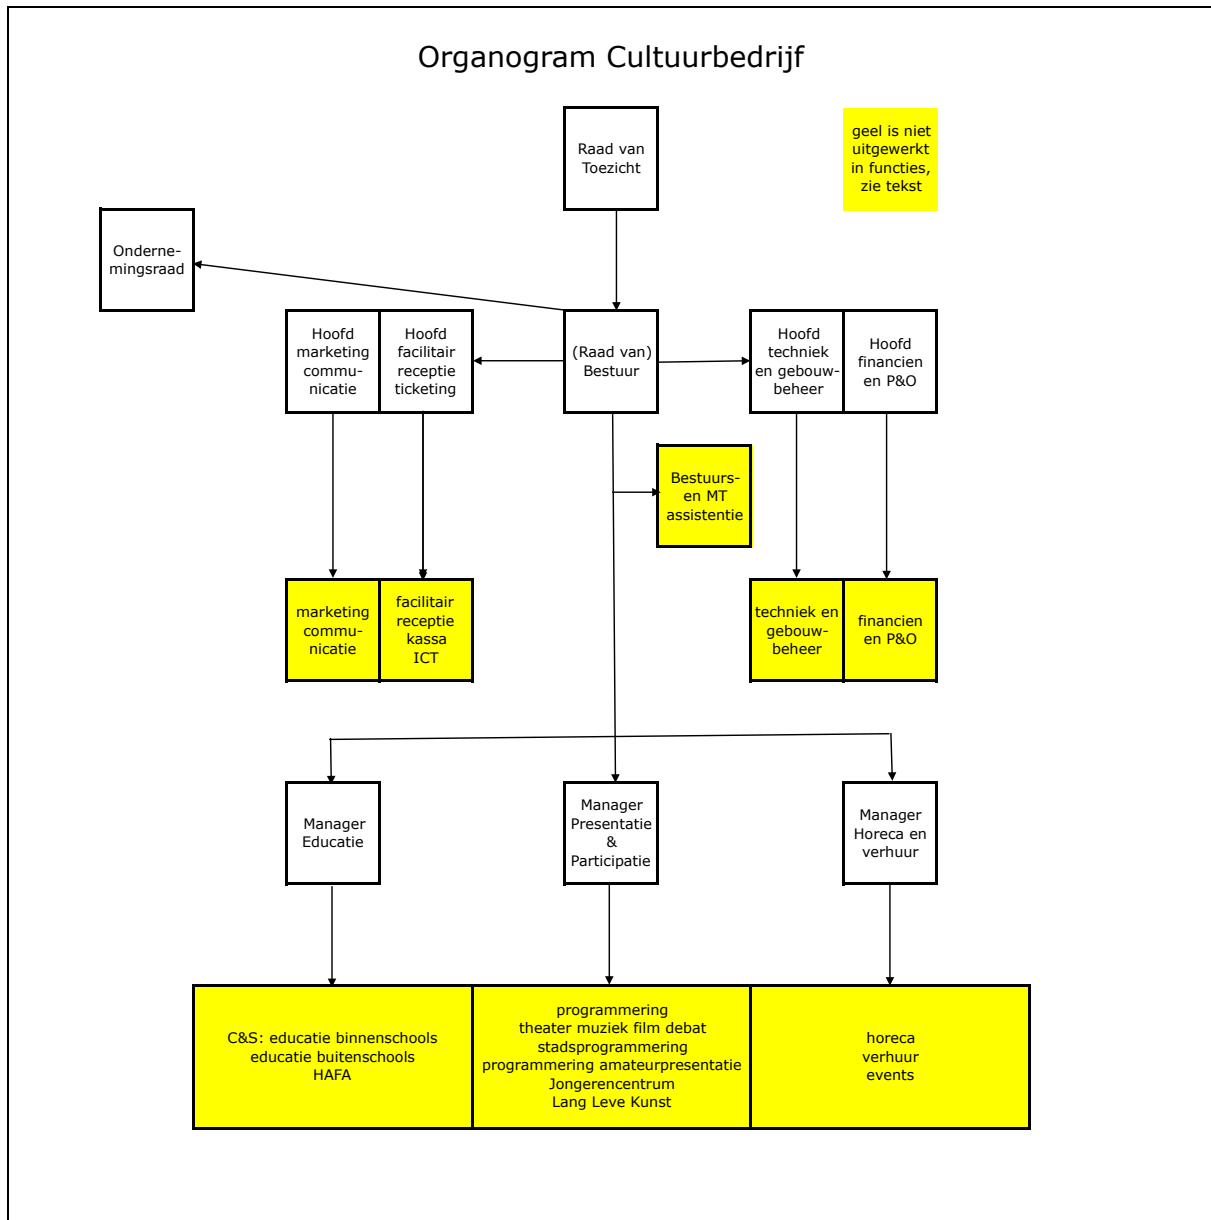 Organogram Cultuurbedrijf
Raad van
Toezicht
geel is niet
uitgewerkt
in functies,
zie tekst
Onderne-
mingsraad
Hoofd
marketing
commu-
nicatie
Hoofd
facilitair
receptie
ticketing
(Raad van)
Bestuur
Hoofd
techniek
en gebouw-
beheer
Hoofd
financien
en P&O
Bestuurs-
en MT
assistentie
marketing
commu-
nicatie
facilitair
receptie
kassa
ICT
techniek en
gebouw-
beheer
financien
en P&O
Manager
Educatie
Manager
Presentatie
&
Participatie
Manager
Horeca en
verhuur
C&S: educatie binnenschools
educatie buitenschools
HAFA
programmering
theater muziek film debat
stadsprogrammering
programmering amateurpresentatie
Jongerencentrum
Lang Leve Kunst
horeca
verhuur
events